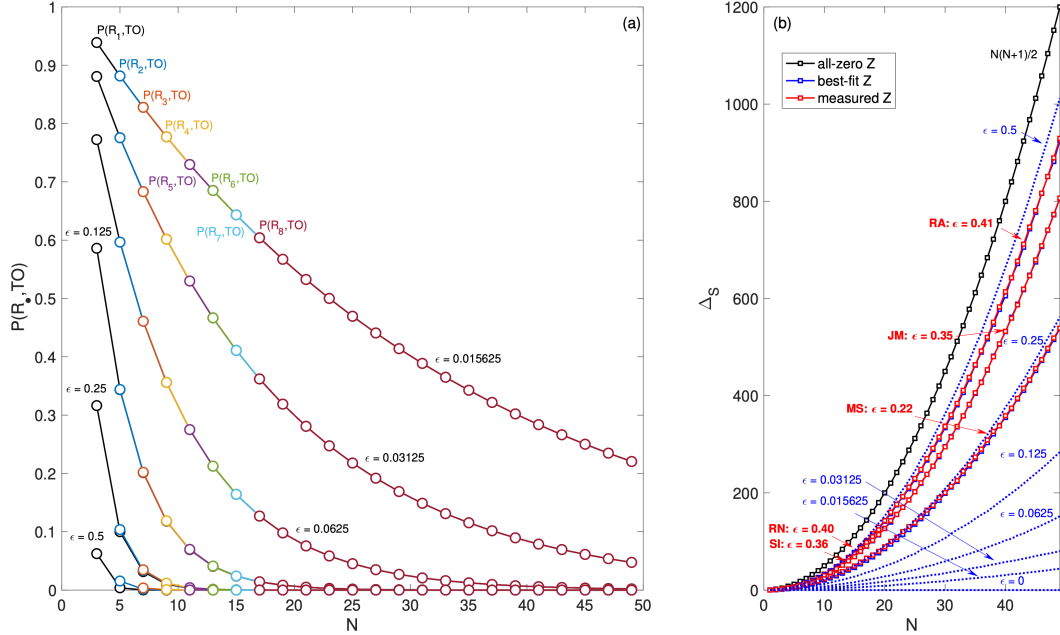 (a)
P(R1,TO)
P(R2,TO)
P(R3,TO)
P(R4,TO)
P(R5,TO)
P(R6,TO)
P(R7,TO)
P(R8,TO)
ϵ = 0.125
ϵ = 0.25
ϵ = 0.5
ϵ = 0.015625
ϵ = 0.03125
ϵ = 0.0625
P(R•,TO)
1
0.9
0.8
0.7
0.6
0.5
0.4
0.3
0.2
0.1
0
0 5 10 15 20 25 30 35 40 45 50
N
(b)
N(N+1)/2
all-zero Z
best-fit Z
measured Z
ϵ = 0.5
RA: ϵ = 0.41
JM: ϵ = 0.35
ϵ = 0.25
MS: ϵ = 0.22
ϵ = 0.125
ϵ = 0.03125
ϵ = 0.015625
ϵ = 0.0625
RN: ϵ = 0.40
SI: ϵ = 0.36
ϵ = 0
ΔS
1200
1000
800
600
400
200
0
10 20 30 40
N